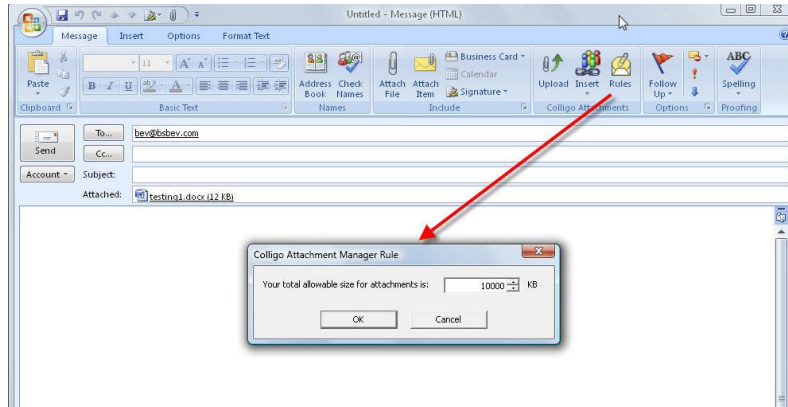 Untitled - Message (HTML)
Message Insert Options Format Text
Paste
Clipboard
11 A A
B I U ab A
Basic Text
Address Book
Check Names
Names
Attach File
Attach Item
Business Card
Calendar
Signature
Include
Upload Insert Rules
Colligo Attachments
Follow Up
Options
ABC
Spelling
Proofing
Send
To... bev@bsbev.com
Cc...
Account Subject:
Attached: testing1.docx (12 KB)
Colligo Attachment Manager Rule
Your total allowable size for attachments is: 10000 KB
OK Cancel